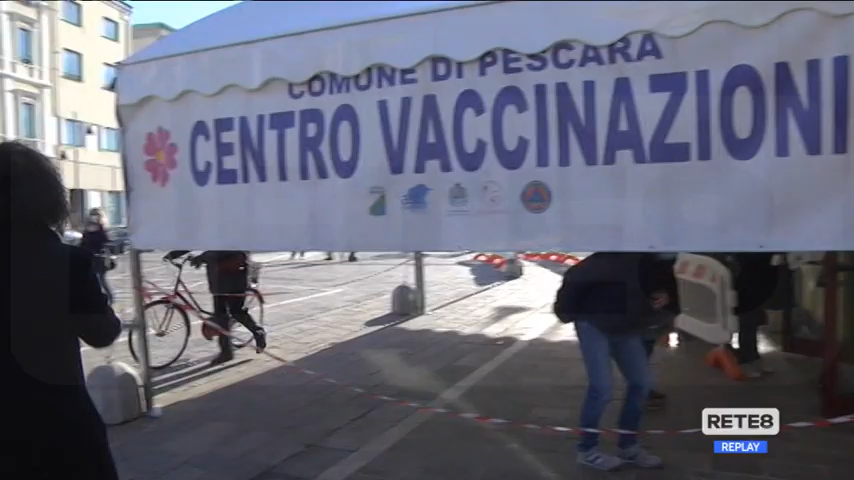 COMUNE DI PESCARA
CENTRO VACCINAZIONI
RETE8
REPLAY